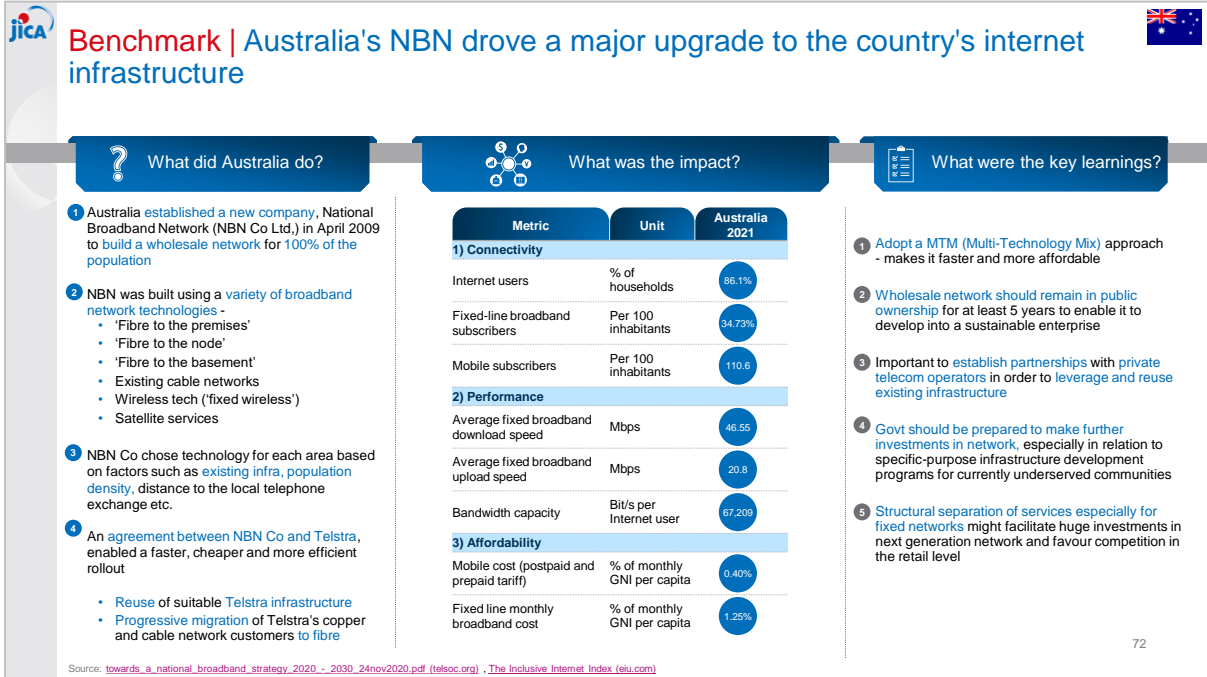 jICA
Benchmark | Australia's NBN drove a major upgrade to the country's internet
infrastructure
What did Australia do?
1
Australia established a new company, National
Broadband Network (NBN Co Ltd,) in April 2009
to build a wholesale network for 100% of the
population
2
NBN was built using a variety of broadband
network technologies -
• ‘Fibre to the premises’
• ‘Fibre to the node’
• ‘Fibre to the basement’
• Existing cable networks
• Wireless tech (‘fixed wireless’)
• Satellite services
3
NBN Co chose technology for each area based
on factors such as existing infra, population
density, distance to the local telephone
exchange etc.
4
An agreement between NBN Co and Telstra,
enabled a faster, cheaper and more efficient
rollout
• Reuse of suitable Telstra infrastructure
• Progressive migration of Telstra's copper
and cable network customers to fibre
What was the impact?
Metric Unit Australia
2021
1) Connectivity
Internet users % of
households 86.1%
Fixed-line broadband
subscribers Per 100
inhabitants 34.73%
Mobile subscribers Per 100
inhabitants 110.6
2) Performance
Average fixed broadband
download speed Mbps 46.55
Average fixed broadband
upload speed Mbps 20.8
Bandwidth capacity Bit/s per
Internet user 67,209
3) Affordability
Mobile cost (postpaid and
prepaid tariff) % of monthly
GNI per capita 0.40%
Fixed line monthly
broadband cost % of monthly
GNI per capita 1.25%
What were the key learnings?
1
Adopt a MTM (Multi-Technology Mix) approach
- makes it faster and more affordable
2
Wholesale network should remain in public
ownership for at least 5 years to enable it to
develop into a sustainable enterprise
3
Important to establish partnerships with private
telecom operators in order to leverage and reuse
existing infrastructure
4
Govt should be prepared to make further
investments in network, especially in relation to
specific-purpose infrastructure development
programs for currently underserved communities
5
Structural separation of services especially for
fixed networks might facilitate huge investments in
next generation network and favour competition in
the retail level
72
Source: towards_a_national_broadband_strategy_2020_-_2030_24nov2020.pdf (telsoc.org) , The Inclusive Internet Index (eiu.com)